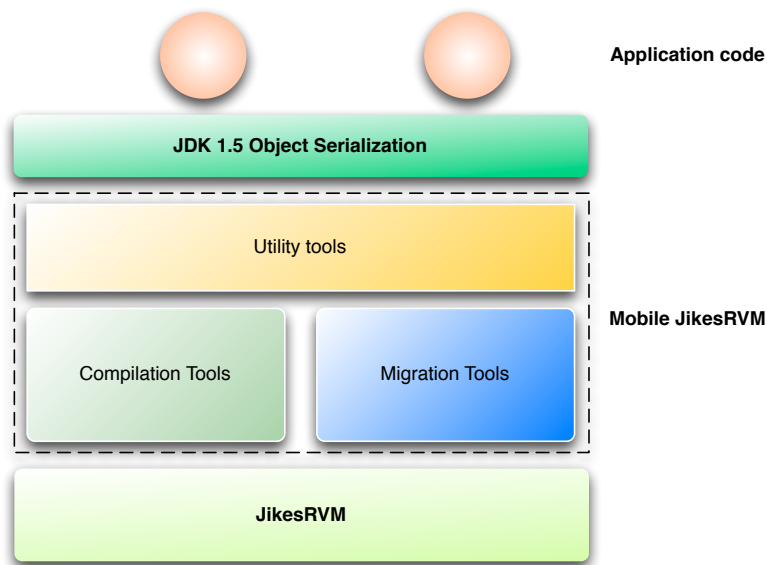 Application code
JDK 1.5 Object Serialization
Utility tools
Mobile JikesRVM
Compilation Tools
Migration Tools
JikesRVM